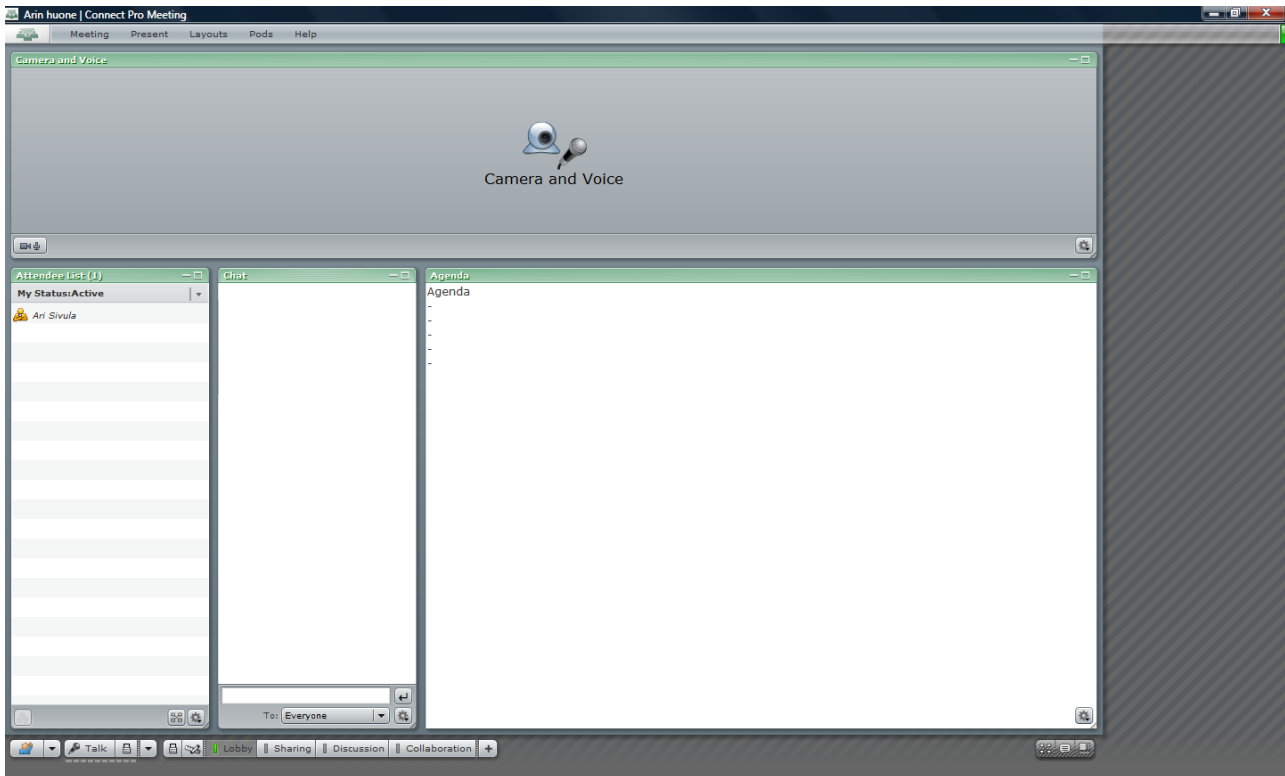 Arin huone | Connect Pro Meeting
Meeting Present Layouts Pods Help
Camera and Voice
Camera and Voice
Attendee List (1)
My Status:Active
Ari Sivula
Chat
To: Everyone
Agenda
Agenda
-
-
-
-
-
Talk Lobby Sharing Discussion Collaboration +